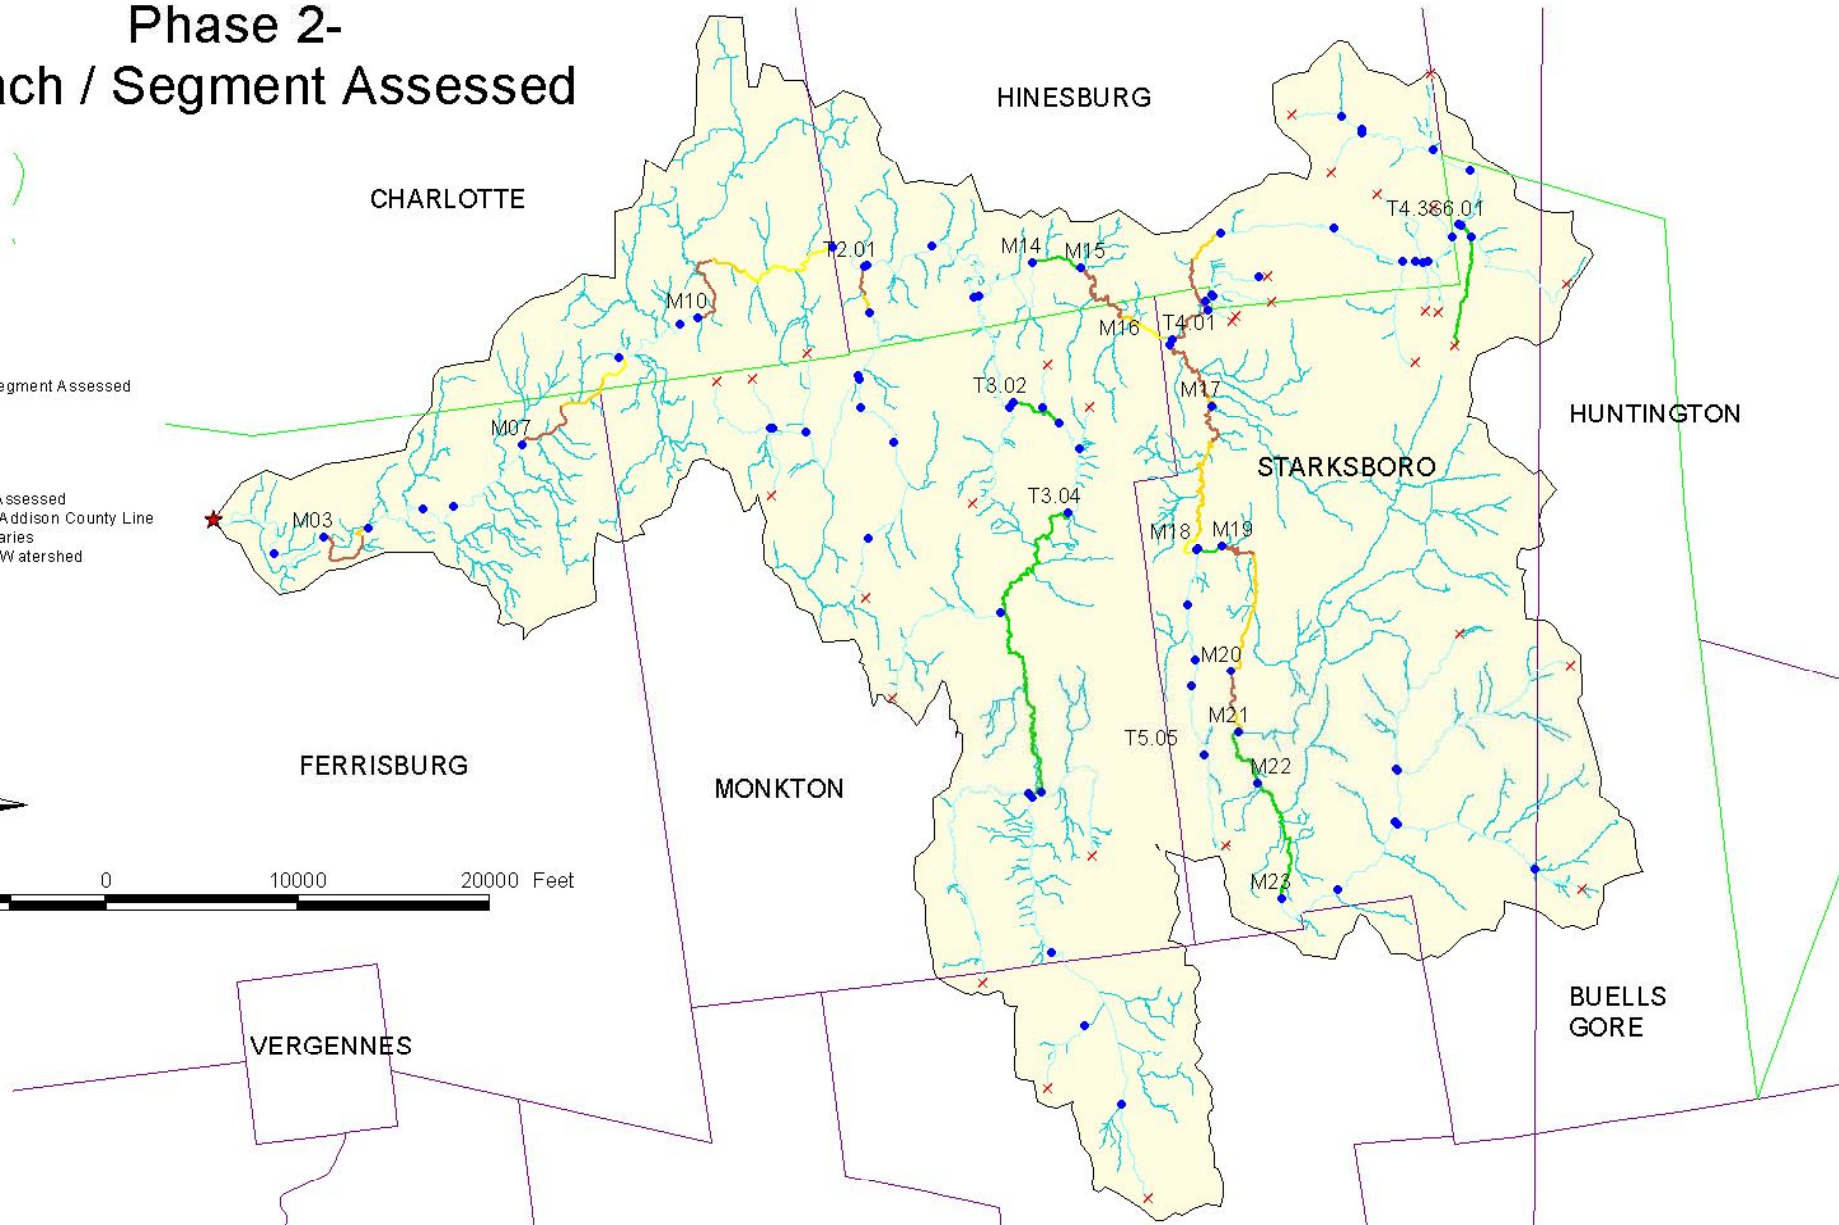 Phase 2-
ach / Segment Assessed
HINESBURG
CHARLOTTE
T4.3S6.01
T2.01
M14
M15
M10
M16
T4.01
egment Assessed
T3.02
M17
HUNTINGTON
M07
STARKSBORO
Assessed
T3.04
Addison County Line
M03
M18
M19
aries
Watershed
M20
M21
T5.05
FERRISBURG
M22
MONKTON
0 10000 20000 Feet
M23
BUELLS
GORE
VERGENNES